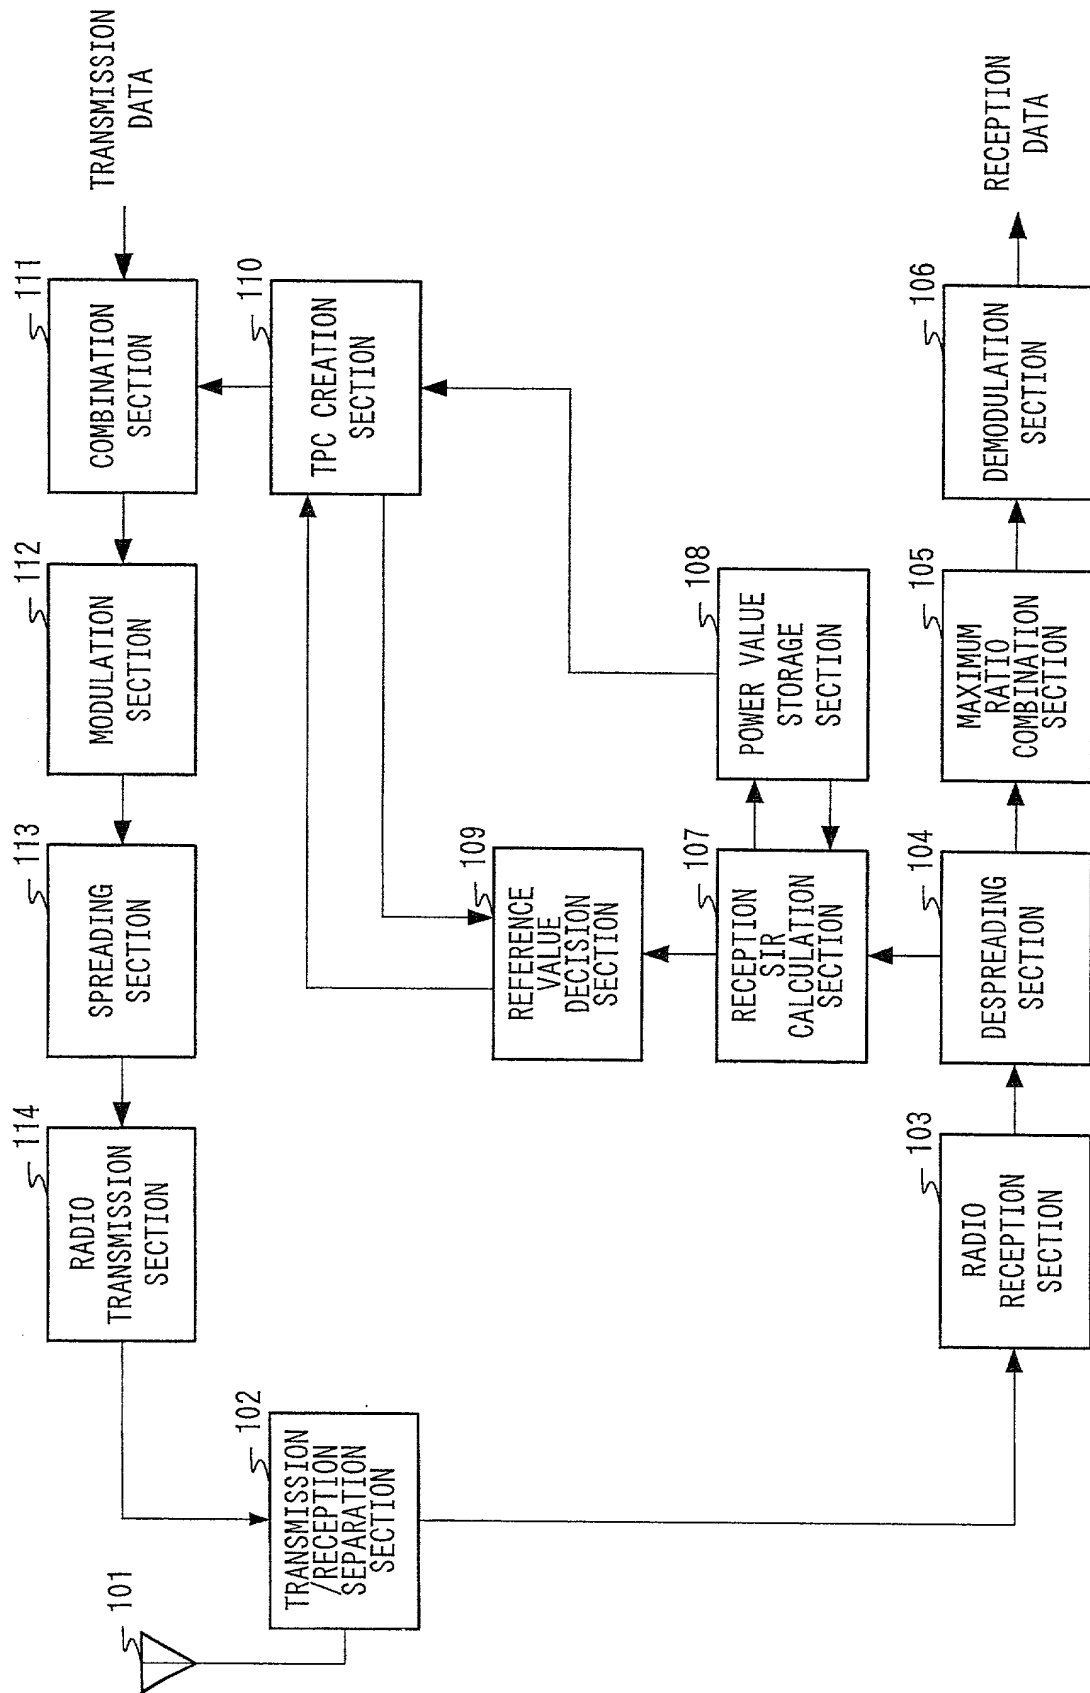 TRANSMISSION
DATA
111
COMBINATION
SECTION
112
MODULATION
SECTION
113
SPREADING
SECTION
114
RADIO
TRANSMISSION
SECTION
101
102
TRANSMISSION
/RECEPTION
SEPARATION
SECTION
110
TPC CREATION
SECTION
109
REFERENCE
VALUE
DECISION
SECTION
108
POWER VALUE
STORAGE
SECTION
107
RECEPTION
SIR
CALCULATION
SECTION
103
RADIO
RECEPTION
SECTION
104
DESPREADING
SECTION
105
MAXIMUM
RATIO
COMBINATION
SECTION
106
DEMODULATION
SECTION
RECEPTION
DATA